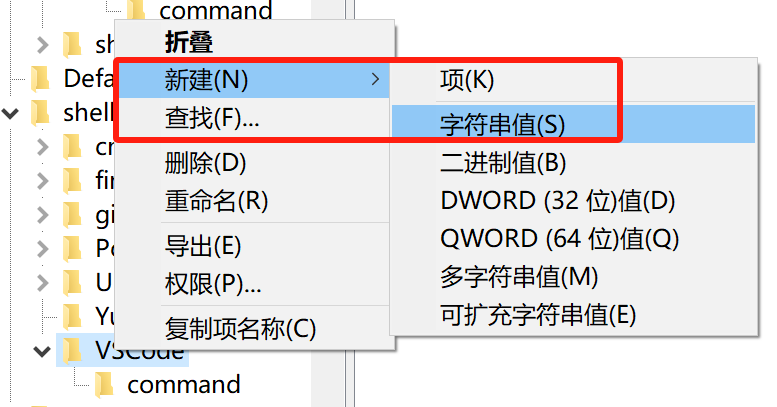 command
sh
折叠
Defa
新建(N)
项(K)
shell
查找(F)...
字符串值(S)
cm
删除(D)
二进制值(B)
fin
重命名(R)
DWORD (32 位)值(D)
gi
QWORD (64 位)值(Q)
导出(E)
Po
多字符串值(M)
U
权限(P)...
可扩充字符串值(E)
Yu
复制项名称(C)
VSCode
command